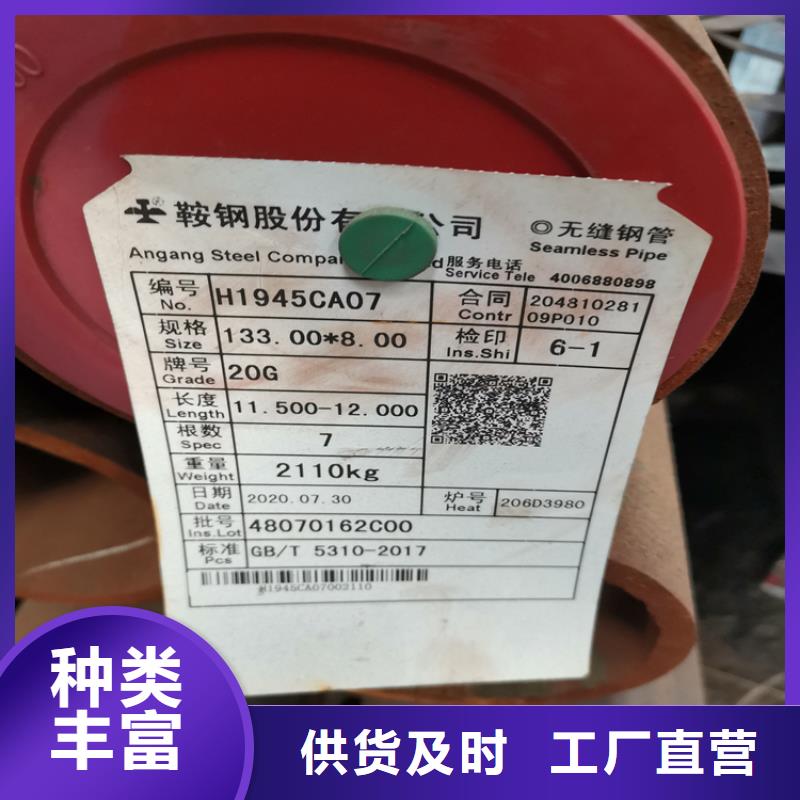 鞍钢股份有 公司
◎无缝钢管
Angang Steel Compan d
Seamless Pipe
服务电话
Service Tele 4006880898
编号 No. H1945CA07 合同 Contr 204810281
09P010
规格 Size 133.00*8.00 检印 Ins.Shi 6-1
牌号 Grade 20G
长度 Length 11.500-12.000
根数 Spec 7
重量 Weight 2110kg
日期 Date 2020.07.30 炉号 Heat 206D3980
批号 Ins.Lot 48070162C00
标准 Pcs GB/T 5310-2017
H1945CA07002110
种类
丰富
供货及时 工厂直营